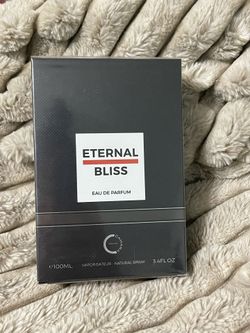 ETERNAL
BLISS
EAU DE PARFUM
℮100ML VAPORISATEUR - NATURAL SPRAY 3.4FL.OZ